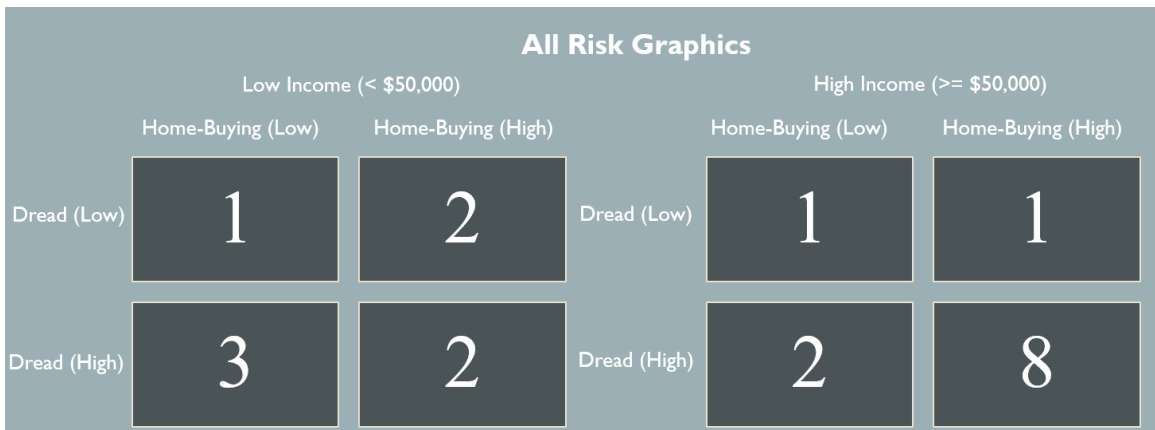 All Risk Graphics
Low Income (< $50,000) High Income (>= $50,000)
Home-Buying (Low) Home-Buying (High) Home-Buying (Low) Home-Buying (High)
Dread (Low) 1 2 Dread (Low) 1 1
Dread (High) 3 2 Dread (High) 2 8